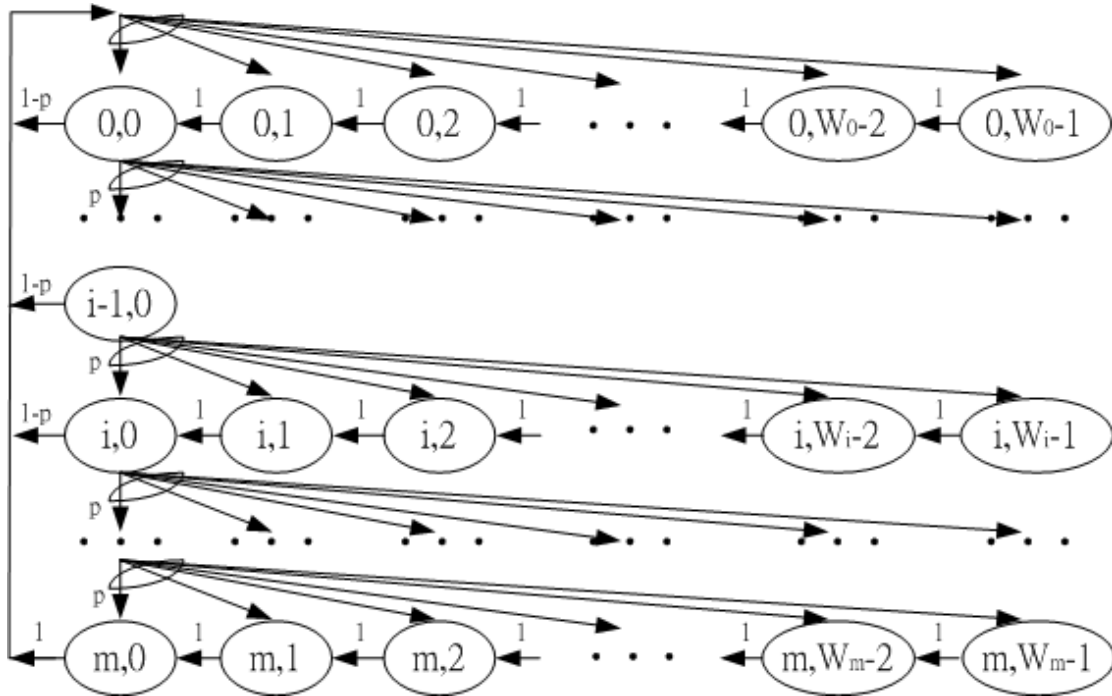 1-p 1 1 1 1 1
0,0 0,1 0,2 . . . 0,W₀-2 0,W₀-1
p
. . . . . . . . . . . . . . . . . .
1-p
i-1,0
p
1-p 1 1 1 1 1
i,0 i,1 i,2 . . . i,Wᵢ-2 i,Wᵢ-1
p
. . . . . . . . . . . . . . . . . .
p
1 1 1 1 1 1
m,0 m,1 m,2 . . . m,Wₘ-2 m,Wₘ-1